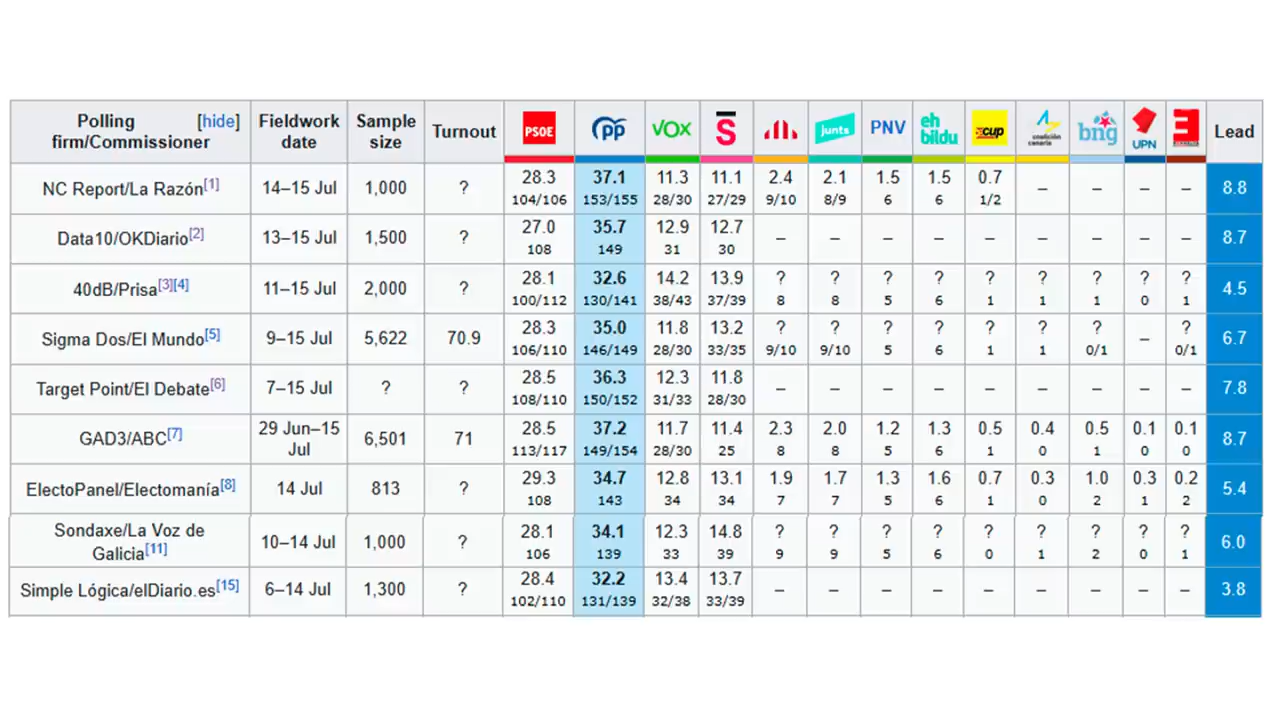 Polling [hide] Fieldwork Sample Turnout PSOE pp VOX S junts PNV eh bildu cup coalición canaria bng UPN Lead
firm/Commissioner date size
NC Report/La Razón[1] 14–15 Jul 1,000 ? 28.3 37.1 11.3 11.1 2.4 2.1 1.5 1.5 0.7 – – – – 8.8
104/106 153/155 28/30 27/29 9/10 8/9 6 6 1/2
Data10/OKDiario[2] 13–15 Jul 1,500 ? 27.0 35.7 12.9 12.7 – – – – – – – – – 8.7
108 149 31 30
40dB/Prisa[3][4] 11–15 Jul 2,000 ? 28.1 32.6 14.2 13.9 ? ? ? ? ? ? ? ? ? 4.5
100/112 130/141 38/43 37/39 8 8 5 6 1 1 1 0 1
Sigma Dos/El Mundo[5] 9–15 Jul 5,622 70.9 28.3 35.0 11.8 13.2 ? ? ? ? ? ? ? – ? 6.7
106/110 146/149 28/30 33/35 9/10 9/10 5 6 1 1 0/1 0/1
Target Point/El Debate[6] 7–15 Jul ? ? 28.5 36.3 12.3 11.8 – – – – – – – – – 7.8
108/110 150/152 31/33 28/30
GAD3/ABC[7] 29 Jun–15 Jul 6,501 71 28.5 37.2 11.7 11.4 2.3 2.0 1.2 1.3 0.5 0.4 0.5 0.1 0.1 8.7
113/117 149/154 28/30 25 8 8 5 6 1 0 1 0 0
ElectoPanel/Electomanía[8] 14 Jul 813 ? 29.3 34.7 12.8 13.1 1.9 1.7 1.3 1.6 0.7 0.3 1.0 0.3 0.2 5.4
108 143 34 34 7 7 5 6 1 0 2 1 2
Sondaxe/La Voz de Galicia[11] 10–14 Jul 1,000 ? 28.1 34.1 12.3 14.8 ? ? ? ? ? ? ? ? ? 6.0
106 139 33 39 9 9 5 6 0 1 2 0 1
Simple Lógica/elDiario.es[15] 6–14 Jul 1,300 ? 28.4 32.2 13.4 13.7 – – – – – – – – – 3.8
102/110 131/139 32/38 33/39